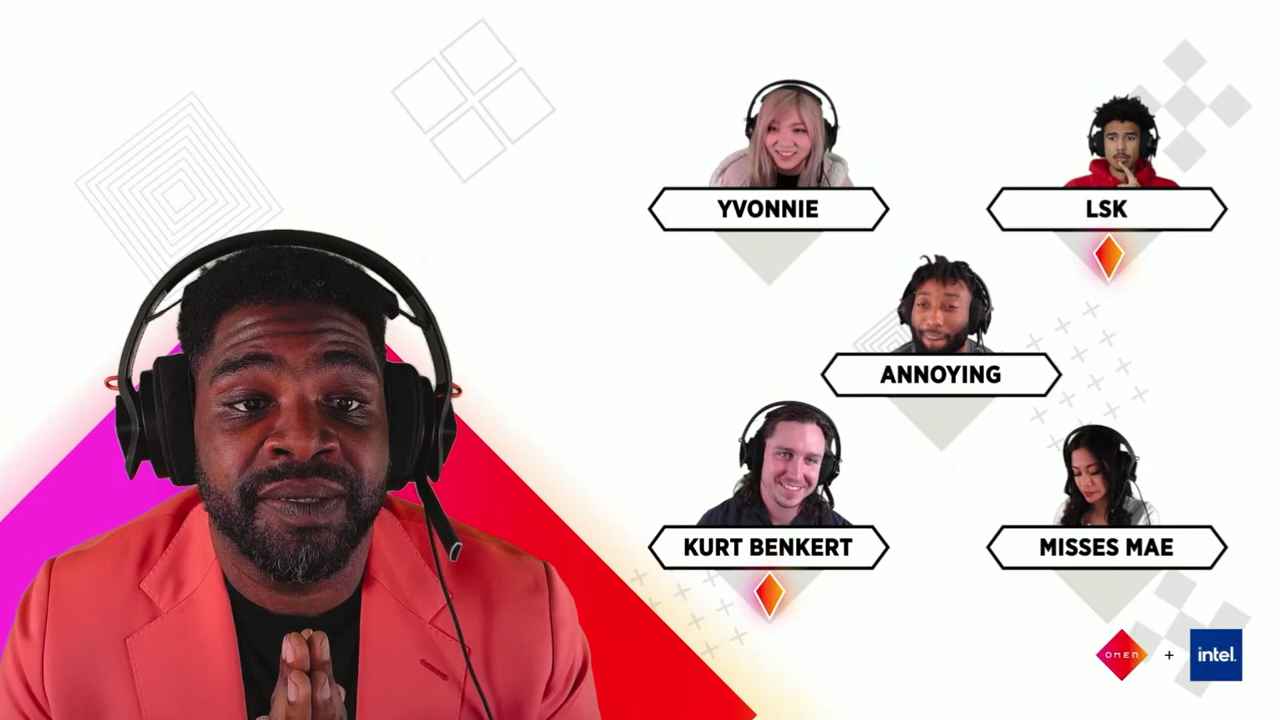 YVONNIE
LSK
ANNOYING
KURT BENKERT
MISSES MAE
OMEN + intel.